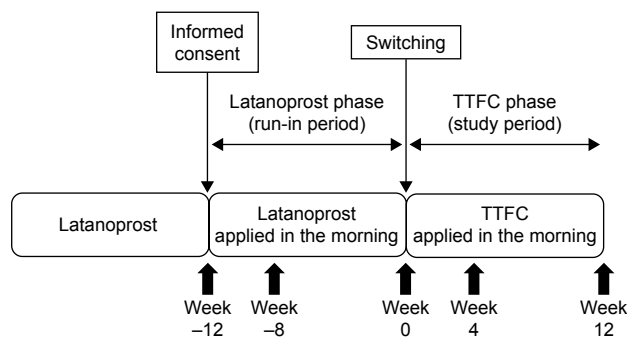 Informed
consent
Switching
Latanoprost phase
(run-in period)
TTFC phase
(study period)
Latanoprost
Latanoprost
applied in the morning
TTFC
applied in the morning
Week
–12
Week
–8
Week
0
Week
4
Week
12